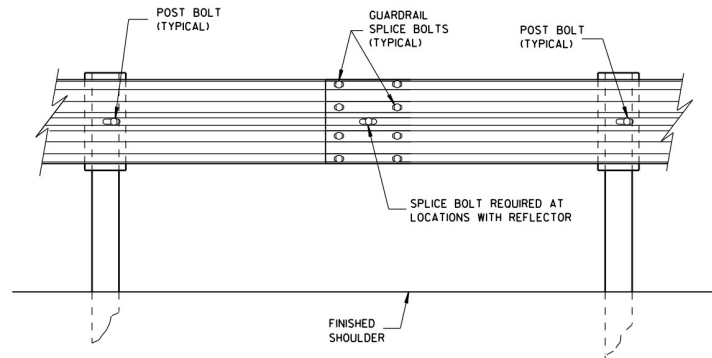 POST BOLT
(TYPICAL)
GUARDRAIL
SPLICE BOLTS
(TYPICAL)
POST BOLT
(TYPICAL)
SPLICE BOLT REQUIRED AT
LOCATIONS WITH REFLECTOR
FINISHED
SHOULDER